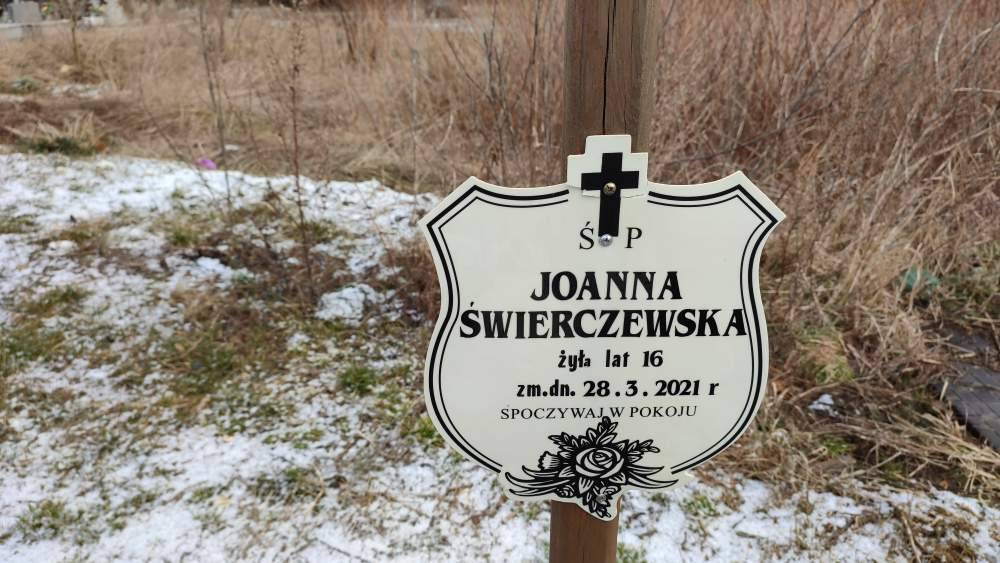 Ś P
JOANNA
ŚWIERCZEWSKA
żyła lat 16
zm.dn. 28.3.2021 r
SPOCZYWAJ W POKOJU